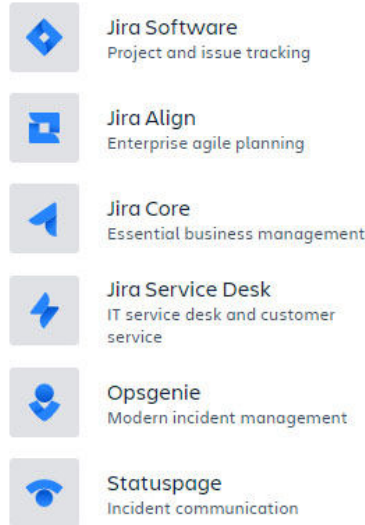 Jira Software
Project and issue tracking
Jira Align
Enterprise agile planning
Jira Core
Essential business management
Jira Service Desk
IT service desk and customer
service
Opsgenie
Modern incident management
Statuspage
Incident communication